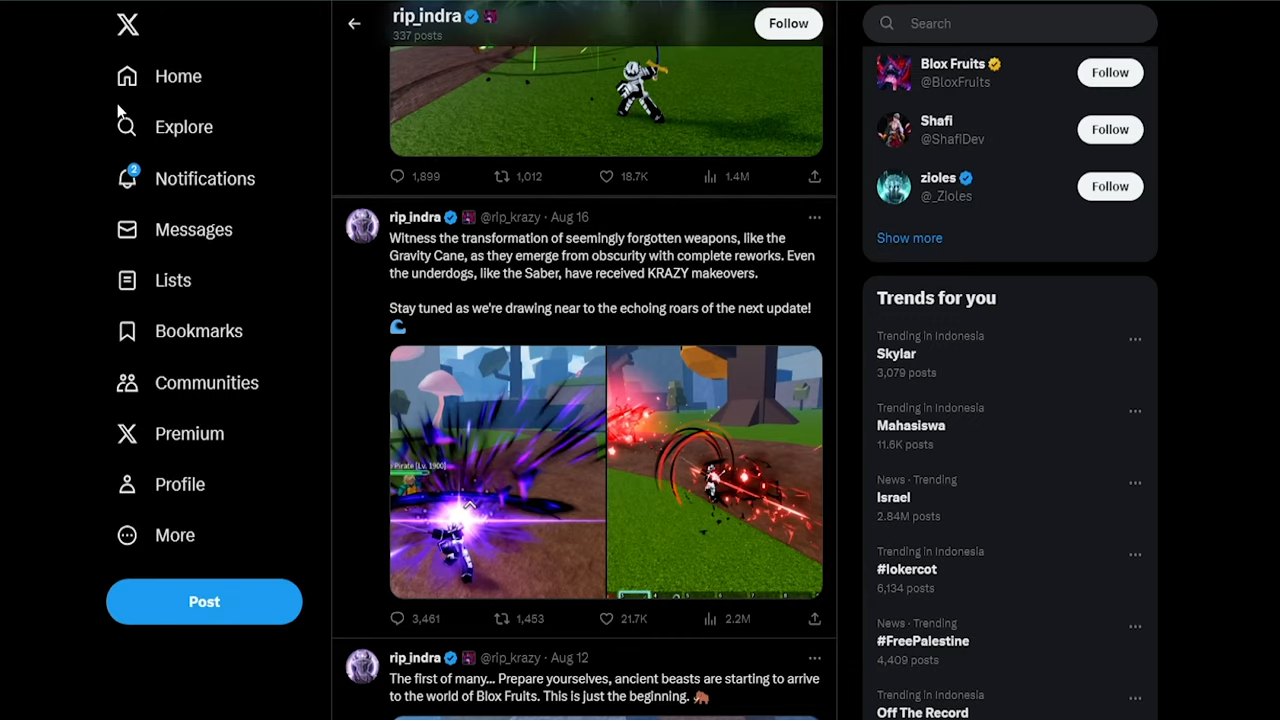 Home
Explore
2
Notifications
Messages
Lists
Bookmarks
Communities
Premium
Profile
More
Post
rip_indra
337 posts
Follow
1,899 1,012 18.7K 1.4M
rip_indra @rip_krazy · Aug 16
Witness the transformation of seemingly forgotten weapons, like the
Gravity Cane, as they emerge from obscurity with complete reworks. Even
the underdogs, like the Saber, have received KRAZY makeovers.
Stay tuned as we're drawing near to the echoing roars of the next update!
🌊
Pirate [Lv. 1900]
3,461 1,453 21.7K 2.2M
rip_indra @rip_krazy · Aug 12
The first of many... Prepare yourselves, ancient beasts are starting to arrive
to the world of Blox Fruits. This is just the beginning. 🦣
Search
Blox Fruits
@BloxFruits
Follow
Shafi
@ShafiDev
Follow
zioles
@_Zioles
Follow
Show more
Trends for you
Trending in Indonesia
Skylar
3,079 posts
Trending in Indonesia
Mahasiswa
11.6K posts
News · Trending
Israel
2.84M posts
Trending in Indonesia
#lokercot
6,134 posts
News · Trending
#FreePalestine
4,409 posts
Trending in Indonesia
Off The Record